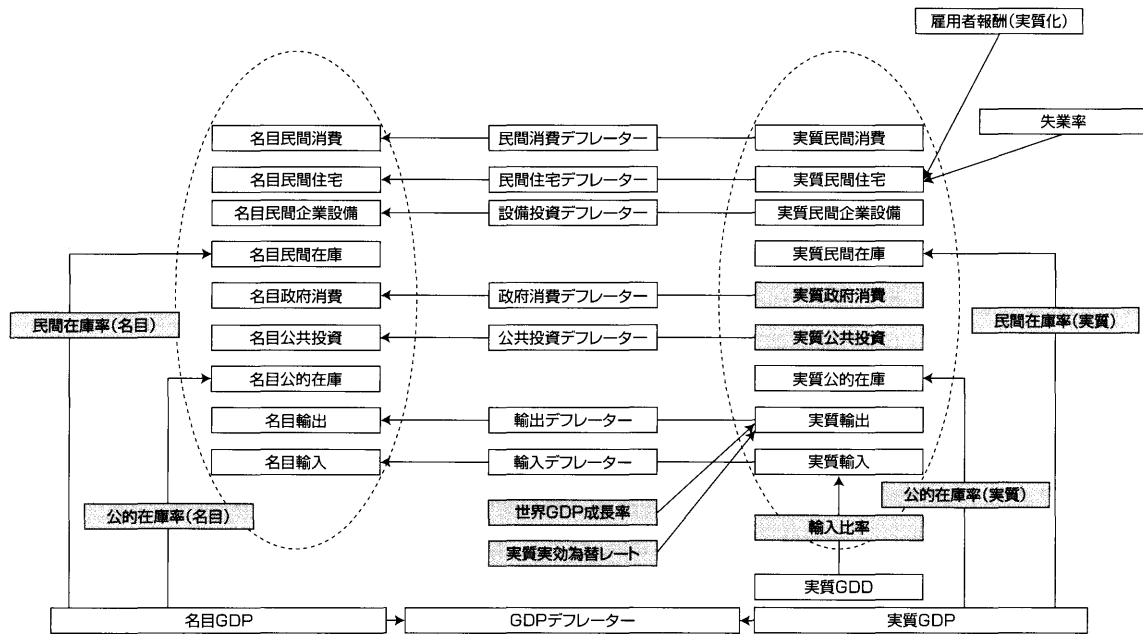 雇用者報酬(実質化)
失業率
名目民間消費 民間消費デフレーター 実質民間消費
名目民間住宅 民間住宅デフレーター 実質民間住宅
名目民間企業設備 設備投資デフレーター 実質民間企業設備
名目民間在庫 実質民間在庫
名目政府消費 政府消費デフレーター 実質政府消費
民間在庫率(名目) 民間在庫率(実質)
名目公共投資 公共投資デフレーター 実質公共投資
名目公的在庫 実質公的在庫
名目輸出 輸出デフレーター 実質輸出
名目輸入 輸入デフレーター 実質輸入
公的在庫率(実質)
公的在庫率(名目) 世界GDP成長率
輸入比率
実質実効為替レート
実質GDD
名目GDP GDPデフレーター 実質GDP